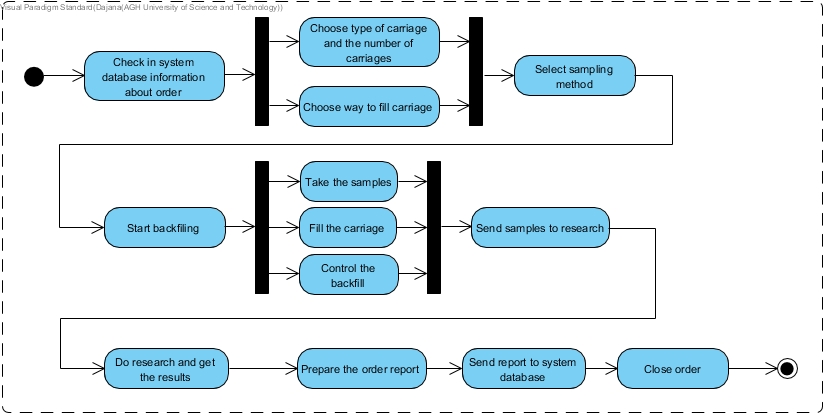 Visual Paradigm Standard(Dajana(AGH University of Science and Technology))
Check in system
database information
about order
Choose type of carriage
and the number of
carriages
Choose way to fill carriage
Select sampling
method
Start backfiling
Take the samples
Fill the carriage
Control the
backfill
Send samples to research
Do research and get
the results
Prepare the order report
Send report to system
database
Close order